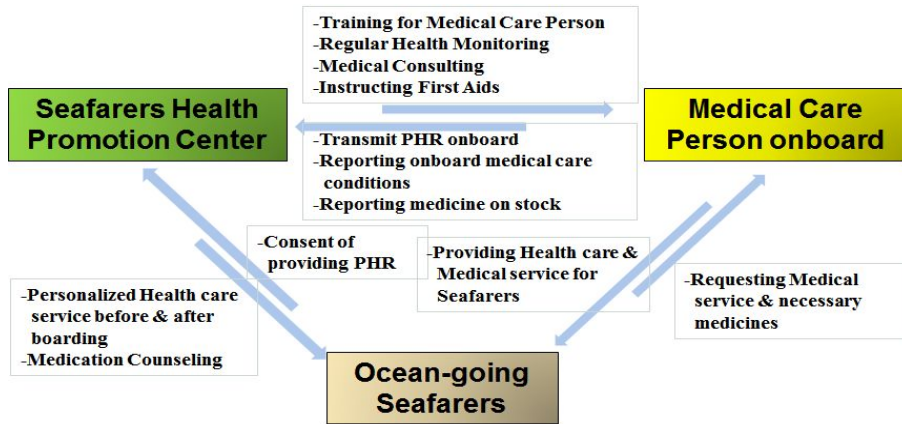 -Training for Medical Care Person
-Regular Health Monitoring
-Medical Consulting
-Instructing First Aids
Seafarers Health
Promotion Center
Medical Care
Person onboard
-Transmit PHR onboard
-Reporting onboard medical care
conditions
-Reporting medicine on stock
-Consent of
providing PHR
-Providing Health care &
Medical service for
Seafarers
-Personalized Health care
service before & after
boarding
-Medication Counseling
-Requesting Medical
service & necessary
medicines
Ocean-going
Seafarers